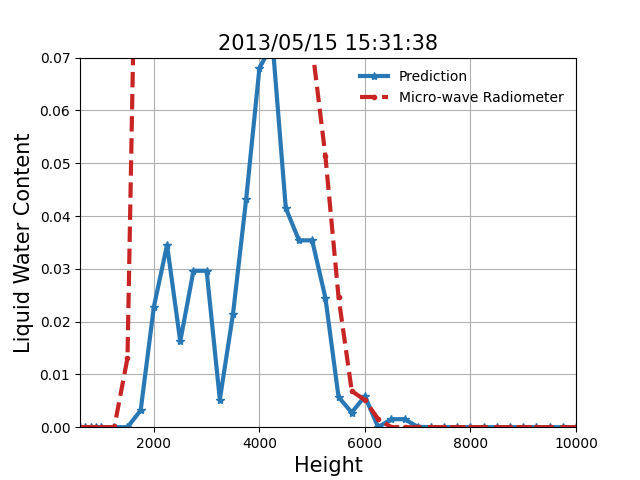 2013/05/15 15:31:38
0.07
0.06
0.05
0.04
0.03
0.02
0.01
0.00
Liquid Water Content
Prediction
Micro-wave Radiometer
2000 4000 6000 8000 10000
Height